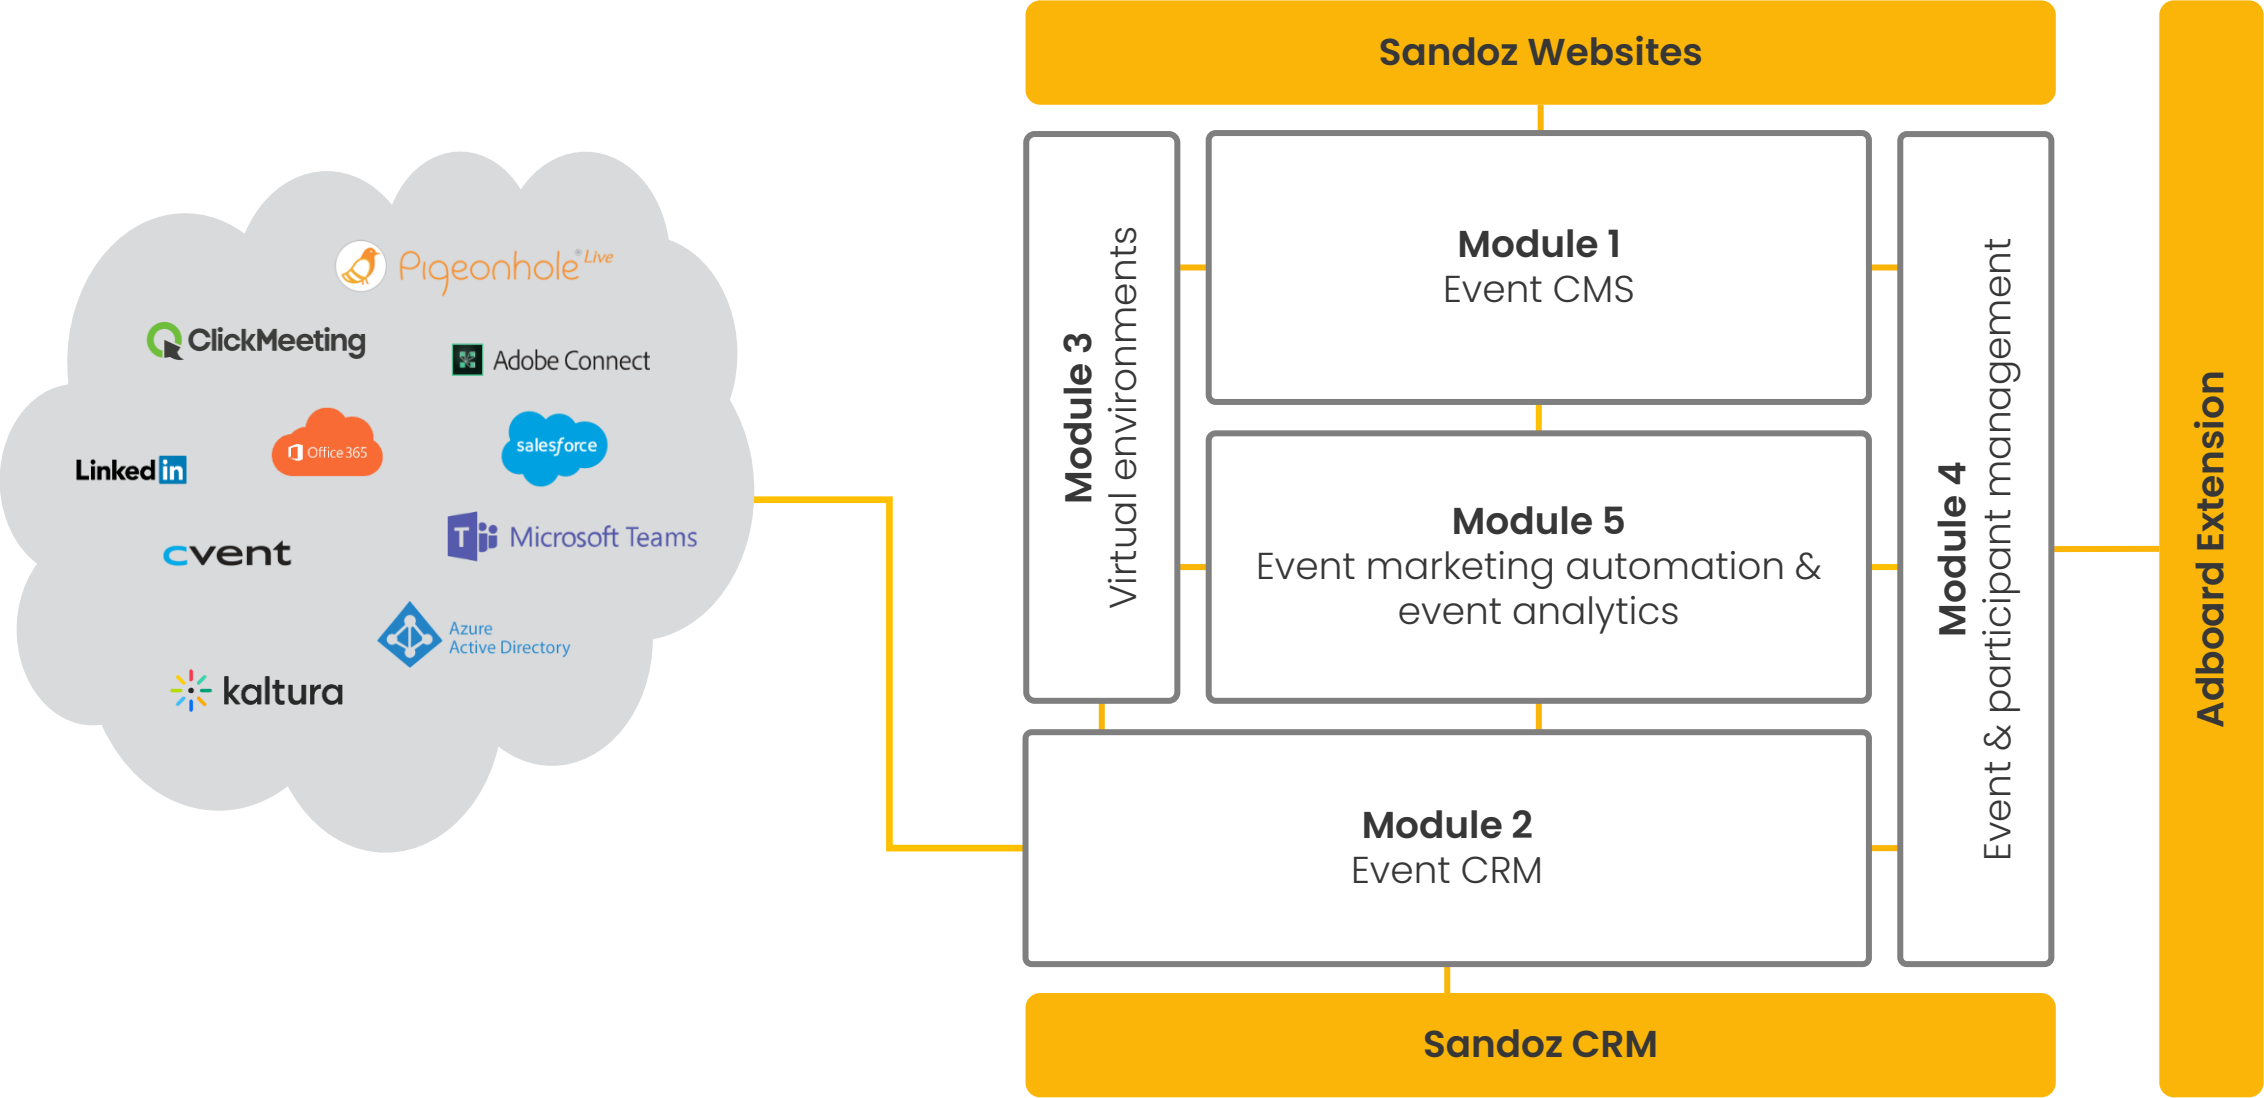 Pigeonhole® Live
ClickMeeting
Adobe Connect
Linked in
Office 365
salesforce
cvent
T Microsoft Teams
Azure
Active Directory
kaltura
Sandoz Websites
Module 3
Virtual environments
Module 1
Event CMS
Module 5
Event marketing automation &
event analytics
Module 2
Event CRM
Module 4
Event & participant management
Sandoz CRM
Adboard Extension